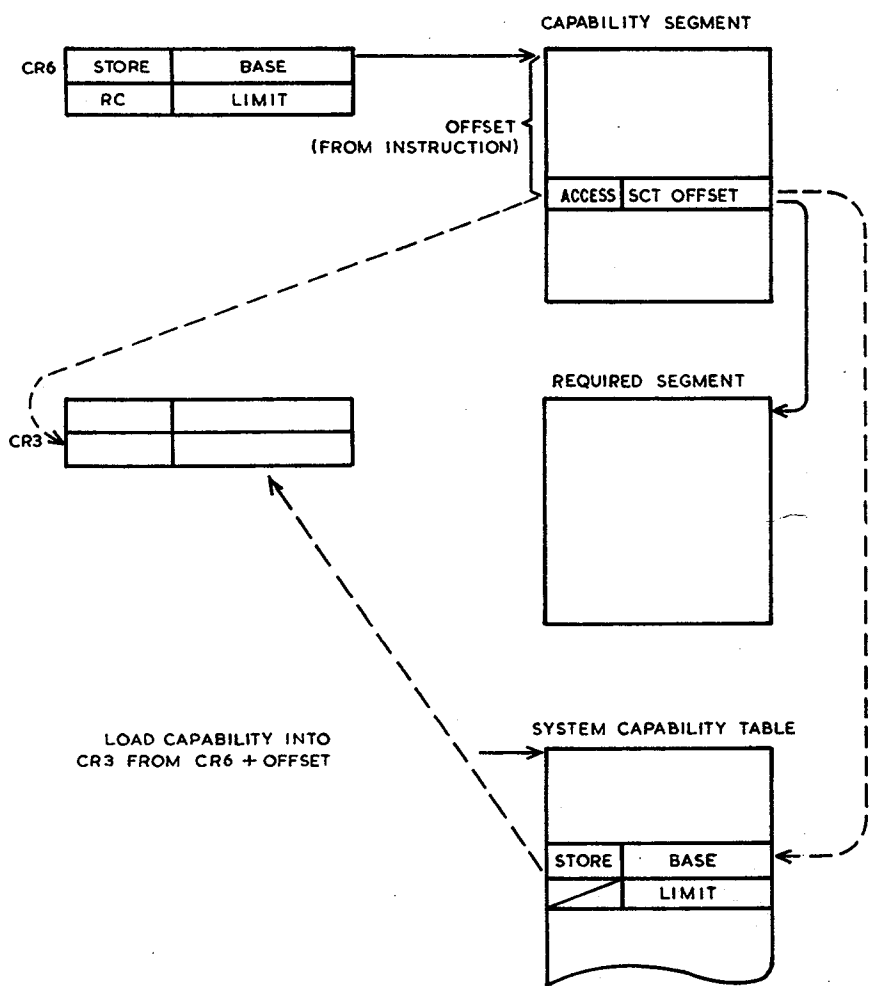 CAPABILITY SEGMENT
CR6
STORE
BASE
RC
LIMIT
OFFSET
(FROM INSTRUCTION)
ACCESS
SCT OFFSET
REQUIRED SEGMENT
CR3
SYSTEM CAPABILITY TABLE
LOAD CAPABILITY INTO
CR3 FROM CR6 + OFFSET
STORE
BASE
LIMIT